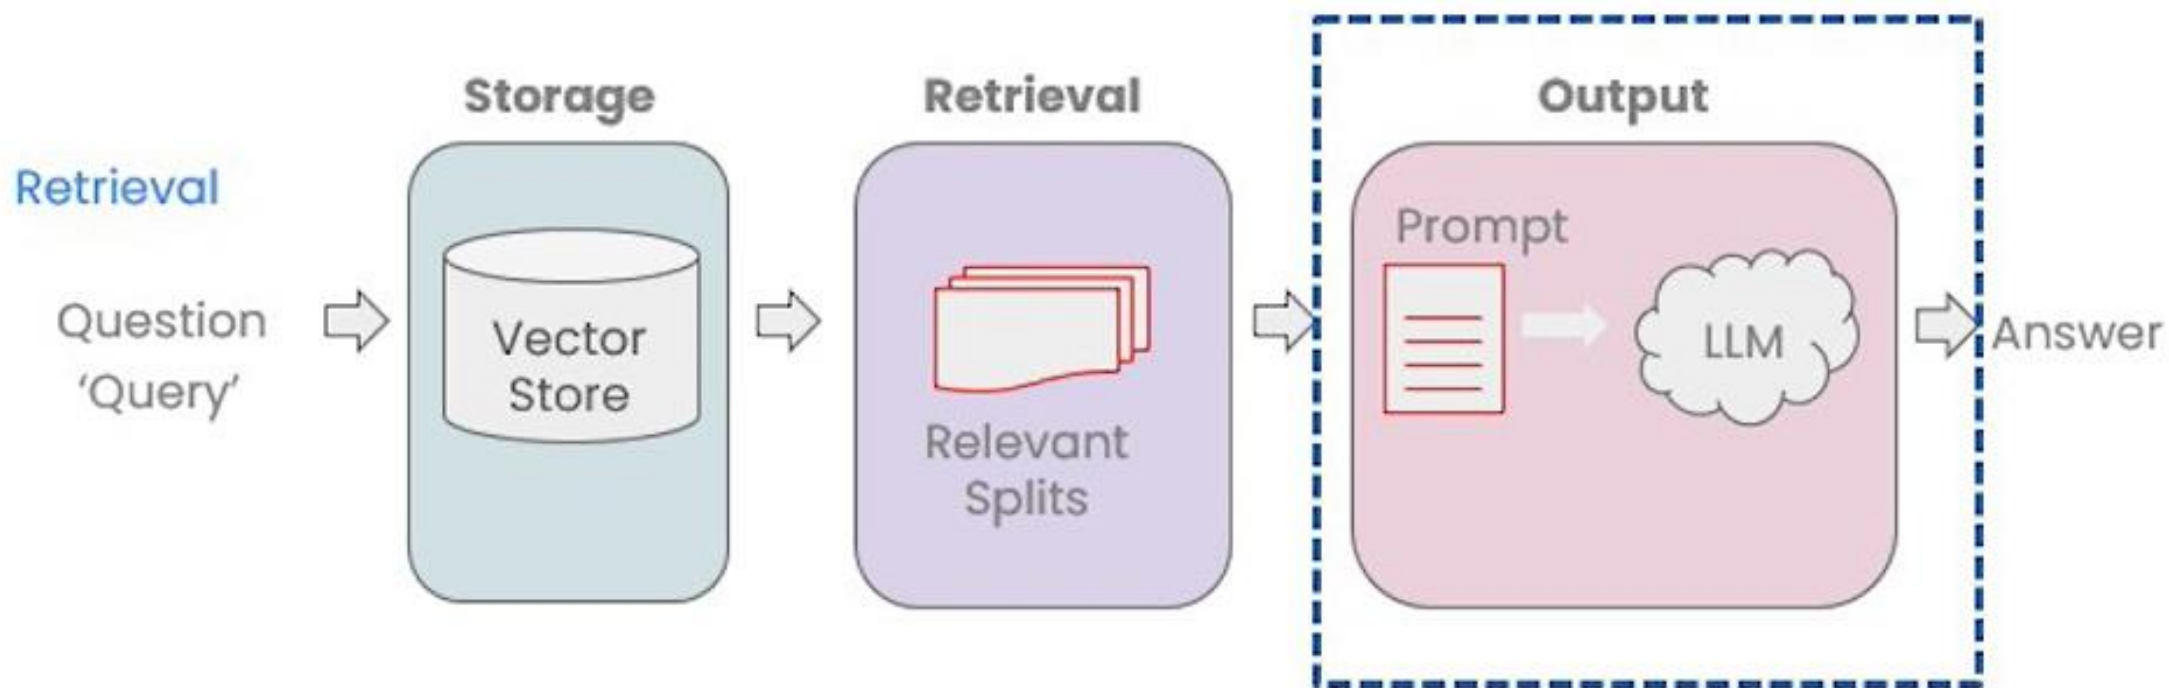 Storage
Retrieval
Output
Retrieval
Prompt
Question
'Query'
Vector
Store
Relevant
Splits
LLM
Answer